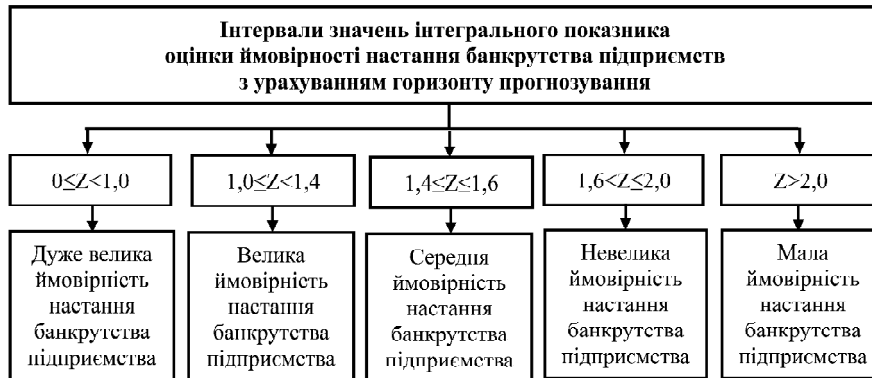 Інтервали значень інтегрального показника
оцінки ймовірності настання банкрутства підприємств
з урахуванням горизонту прогнозування
0≤Z<1,0
1,0≤Z<1,4
1,4≤Z≤1,6
1,6<Z≤2,0
Z>2,0
Дуже велика
ймовірність
настання
банкрутства
підприємства
Велика
ймовірність
настання
банкрутства
підприємства
Середня
ймовірність
настання
банкрутства
підприємства
Невелика
ймовірність
настання
банкрутства
підприємства
Мала
ймовірність
настання
банкрутства
підприємства